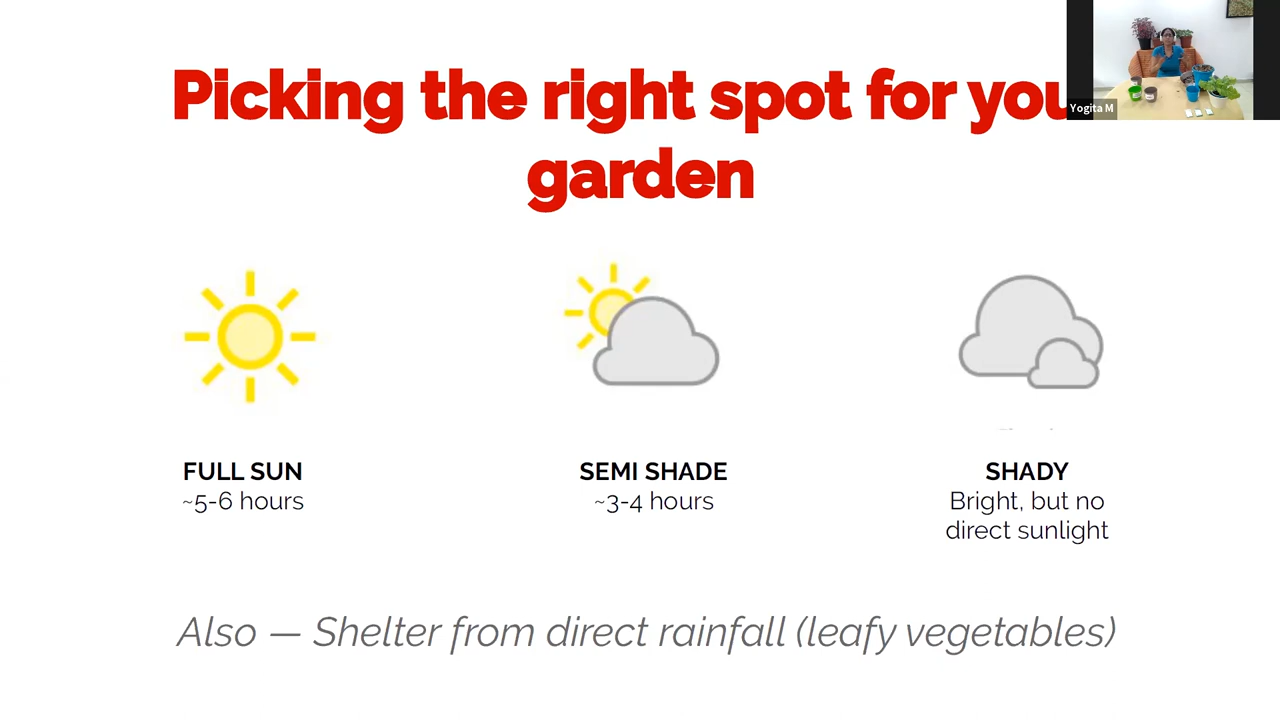 Picking the right spot for you
garden
Yogita M
FULL SUN
~5-6 hours
SEMI SHADE
~3-4 hours
SHADY
Bright, but no
direct sunlight
Also — Shelter from direct rainfall (leafy vegetables)